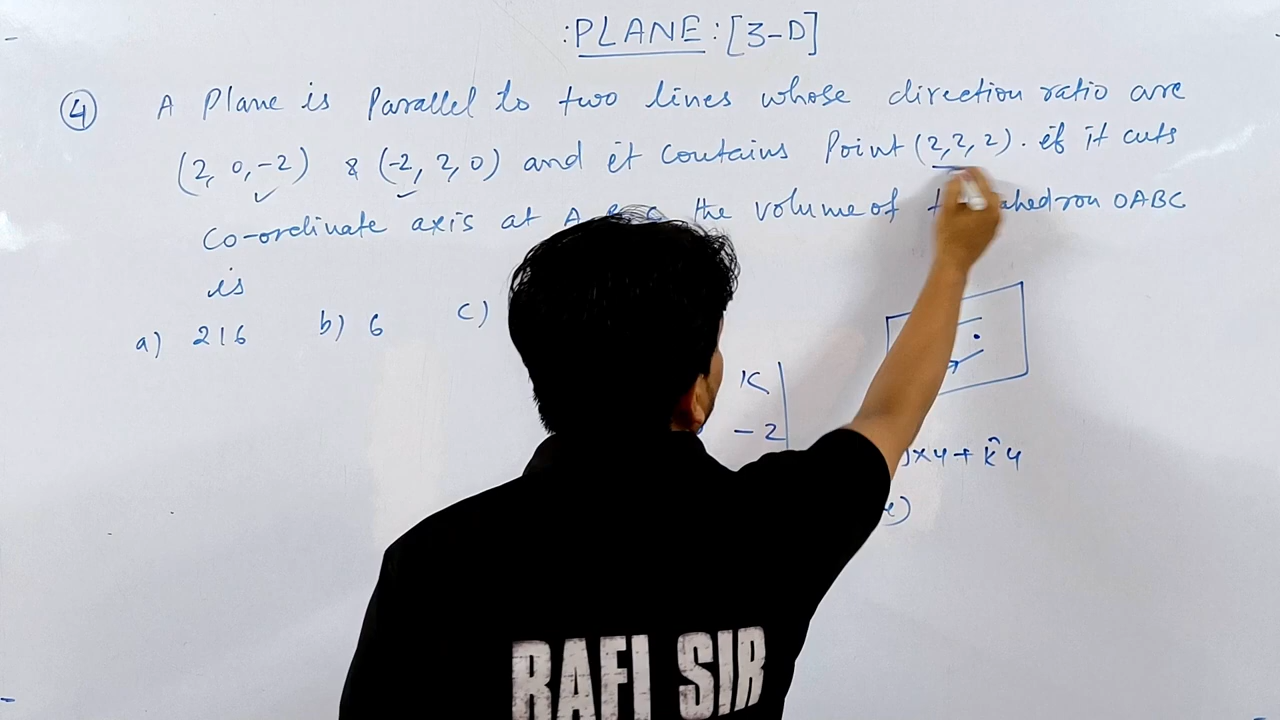 :PLANE:[3-D]
④ A Plane is Parallel to two lines whose direction ratio are
(2, 0, -2) & (-2, 2, 0) and it contains Point (2, 2, 2). if it cuts
co-ordinate axis at A the volume of OABC
is
a) 216 b) 6 c)
K
-2
x4 + k̂4
RAFI SIR